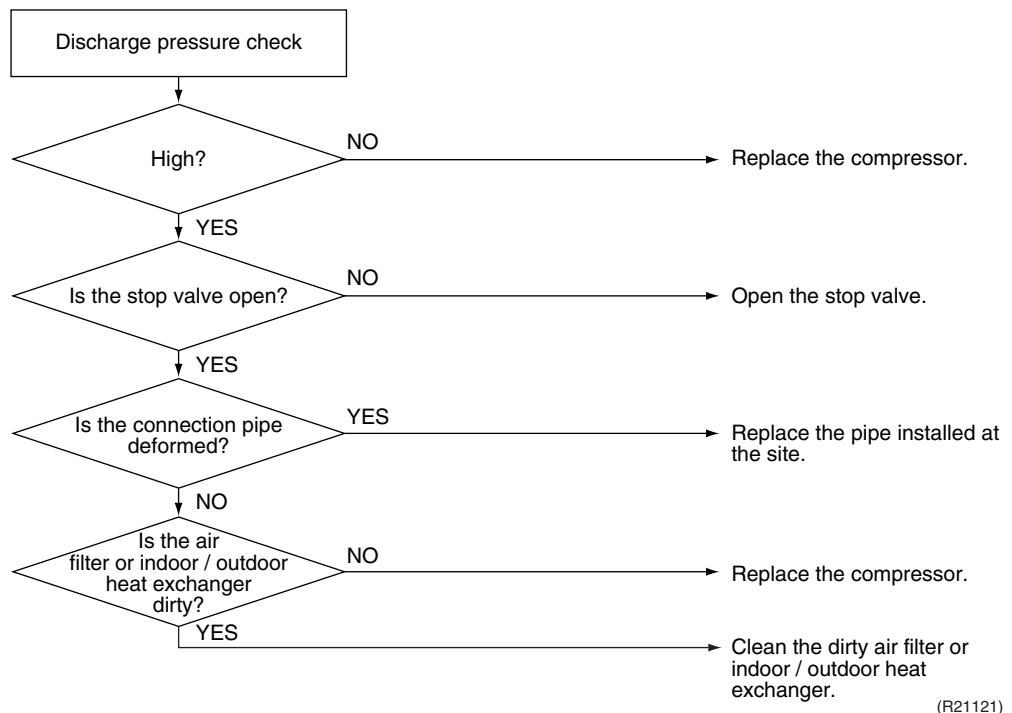 Discharge pressure check
High?
NO
Replace the compressor.
YES
Is the stop valve open?
NO
Open the stop valve.
YES
Is the connection pipe
deformed?
YES
Replace the pipe installed at
the site.
NO
Is the air
filter or indoor / outdoor
heat exchanger
dirty?
NO
Replace the compressor.
YES
Clean the dirty air filter or
indoor / outdoor heat
exchanger.
(R21121)